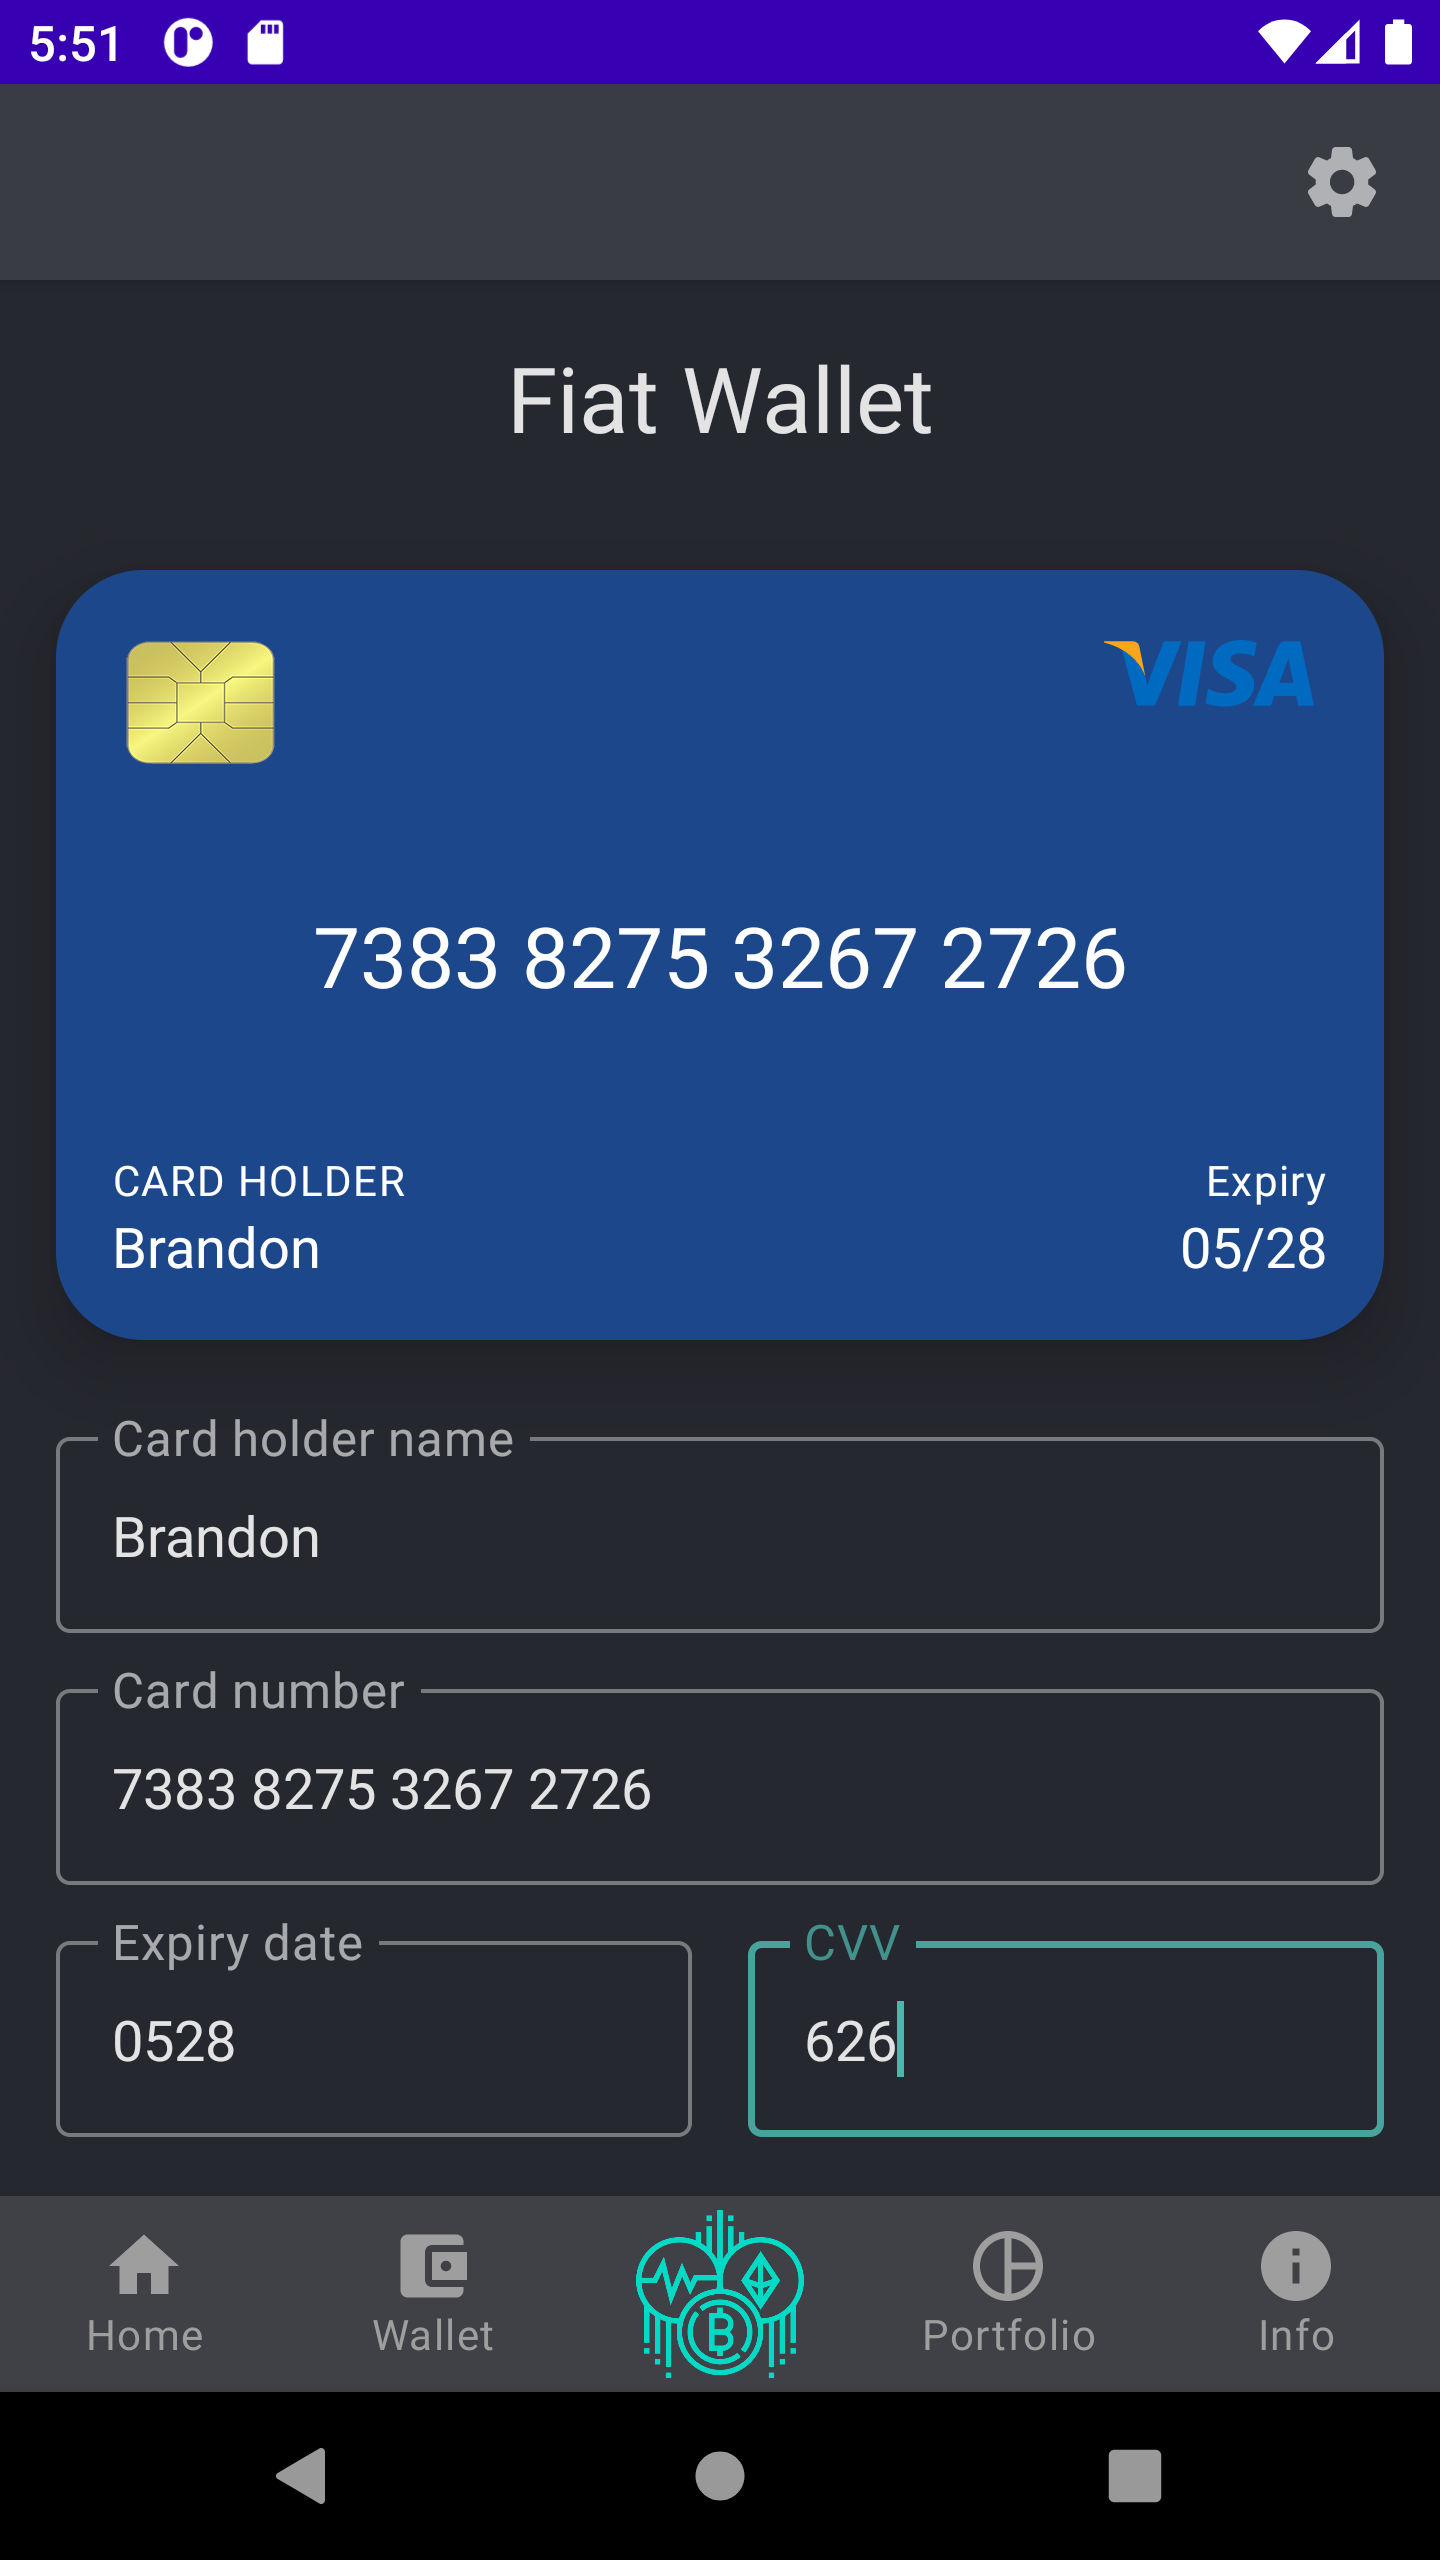 5:51
Fiat Wallet
VISA
7383 8275 3267 2726
CARD HOLDER
Expiry
Brandon
05/28
Card holder name
Brandon
Card number
7383 8275 3267 2726
Expiry date
CVV
0528
626
Home
Wallet
Portfolio
Info